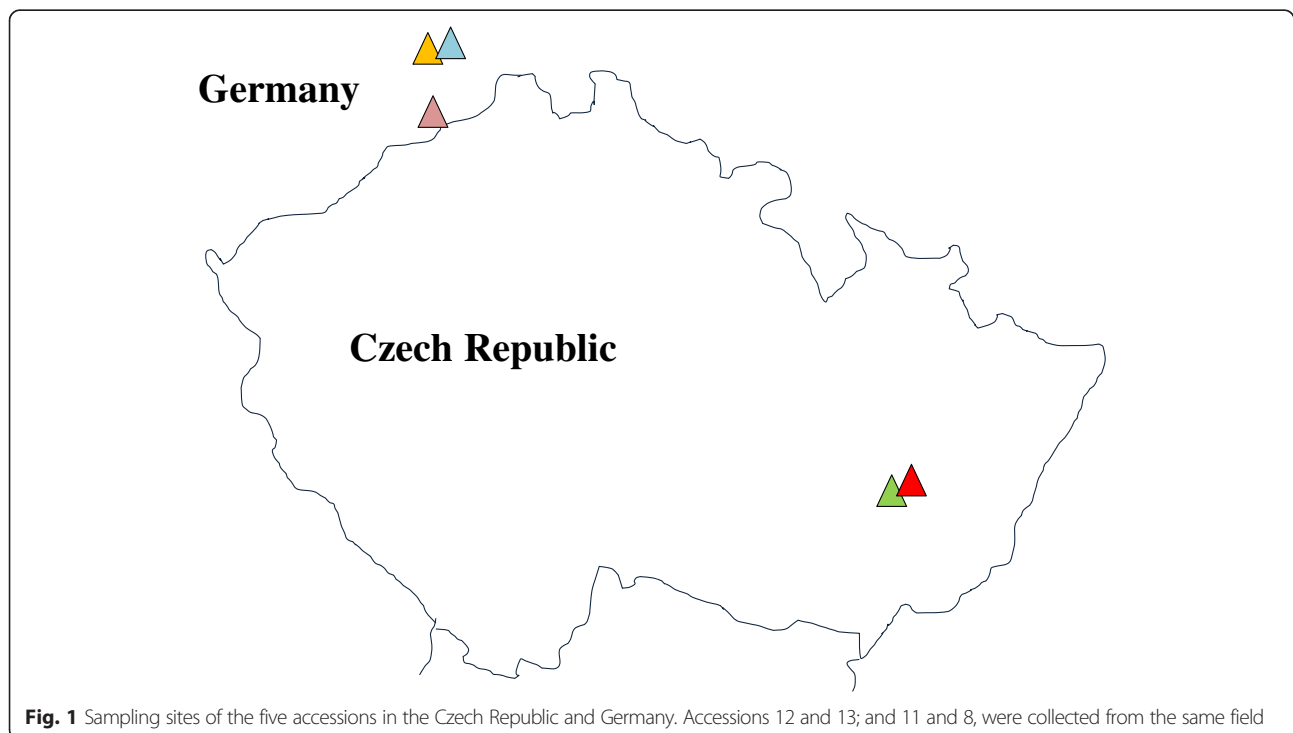 Germany
Czech Republic
Fig. 1 Sampling sites of the five accessions in the Czech Republic and Germany. Accessions 12 and 13; and 11 and 8, were collected from the same field